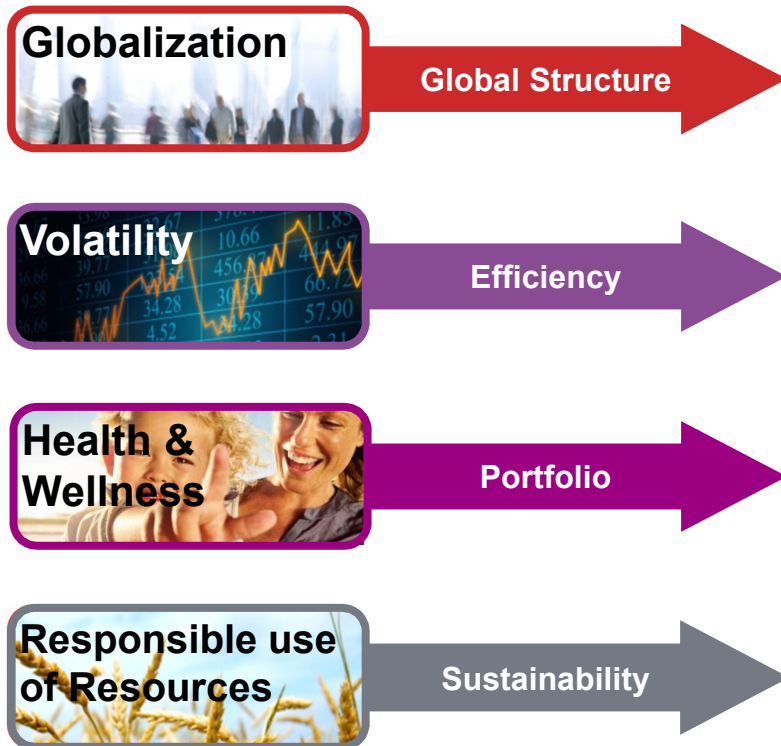 Globalization
Global Structure
Volatility
Efficiency
Health &
Wellness
Portfolio
Responsible use
of Resources
Sustainability